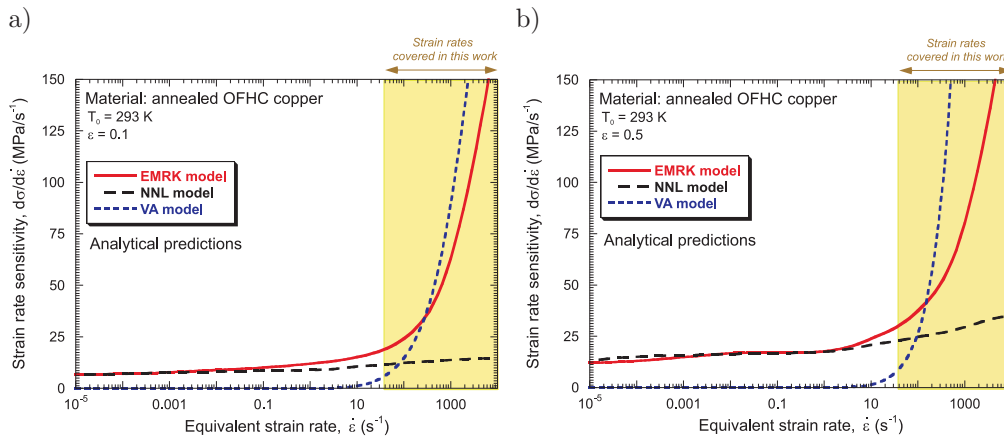 a)
Strain rates
covered in this work
Strain rate sensitivity, dσ/dε̇ (MPa/s⁻¹)
150
125
100
75
50
25
0
Material: annealed OFHC copper
T₀ = 293 K
ε = 0.1
EMRK model
NNL model
VA model
Analytical predictions
10⁻⁵ 0.001 0.1 10 1000
Equivalent strain rate, ε̇ (s⁻¹)
b)
Strain rates
covered in this work
Strain rate sensitivity, dσ/dε̇ (MPa/s⁻¹)
150
125
100
75
50
25
0
Material: annealed OFHC copper
T₀ = 293 K
ε = 0.5
EMRK model
NNL model
VA model
Analytical predictions
10⁻⁵ 0.001 0.1 10 1000
Equivalent strain rate, ε̇ (s⁻¹)